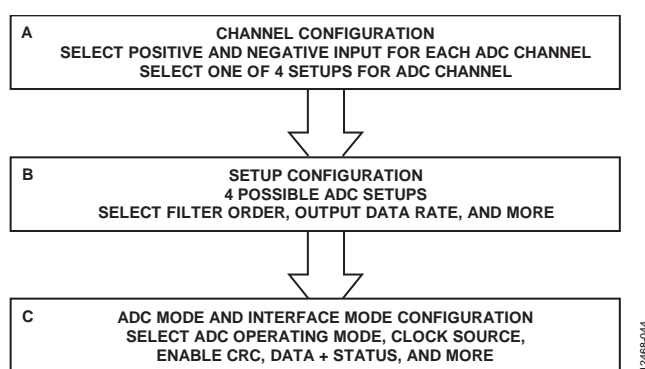 A
CHANNEL CONFIGURATION
SELECT POSITIVE AND NEGATIVE INPUT FOR EACH ADC CHANNEL
SELECT ONE OF 4 SETUPS FOR ADC CHANNEL
B
SETUP CONFIGURATION
4 POSSIBLE ADC SETUPS
SELECT FILTER ORDER, OUTPUT DATA RATE, AND MORE
C
ADC MODE AND INTERFACE MODE CONFIGURATION
SELECT ADC OPERATING MODE, CLOCK SOURCE,
ENABLE CRC, DATA + STATUS, AND MORE
12468-044